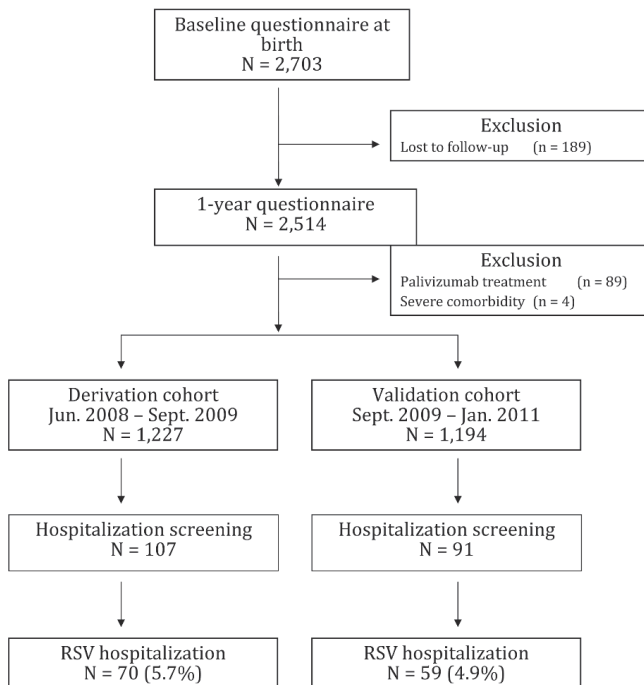 Baseline questionnaire at
birth
N = 2,703
Exclusion
Lost to follow-up (n = 189)
1-year questionnaire
N = 2,514
Exclusion
Palivizumab treatment (n = 89)
Severe comorbidity (n = 4)
Derivation cohort
Jun. 2008 – Sept. 2009
N = 1,227
Validation cohort
Sept. 2009 – Jan. 2011
N = 1,194
Hospitalization screening
N = 107
Hospitalization screening
N = 91
RSV hospitalization
N = 70 (5.7%)
RSV hospitalization
N = 59 (4.9%)